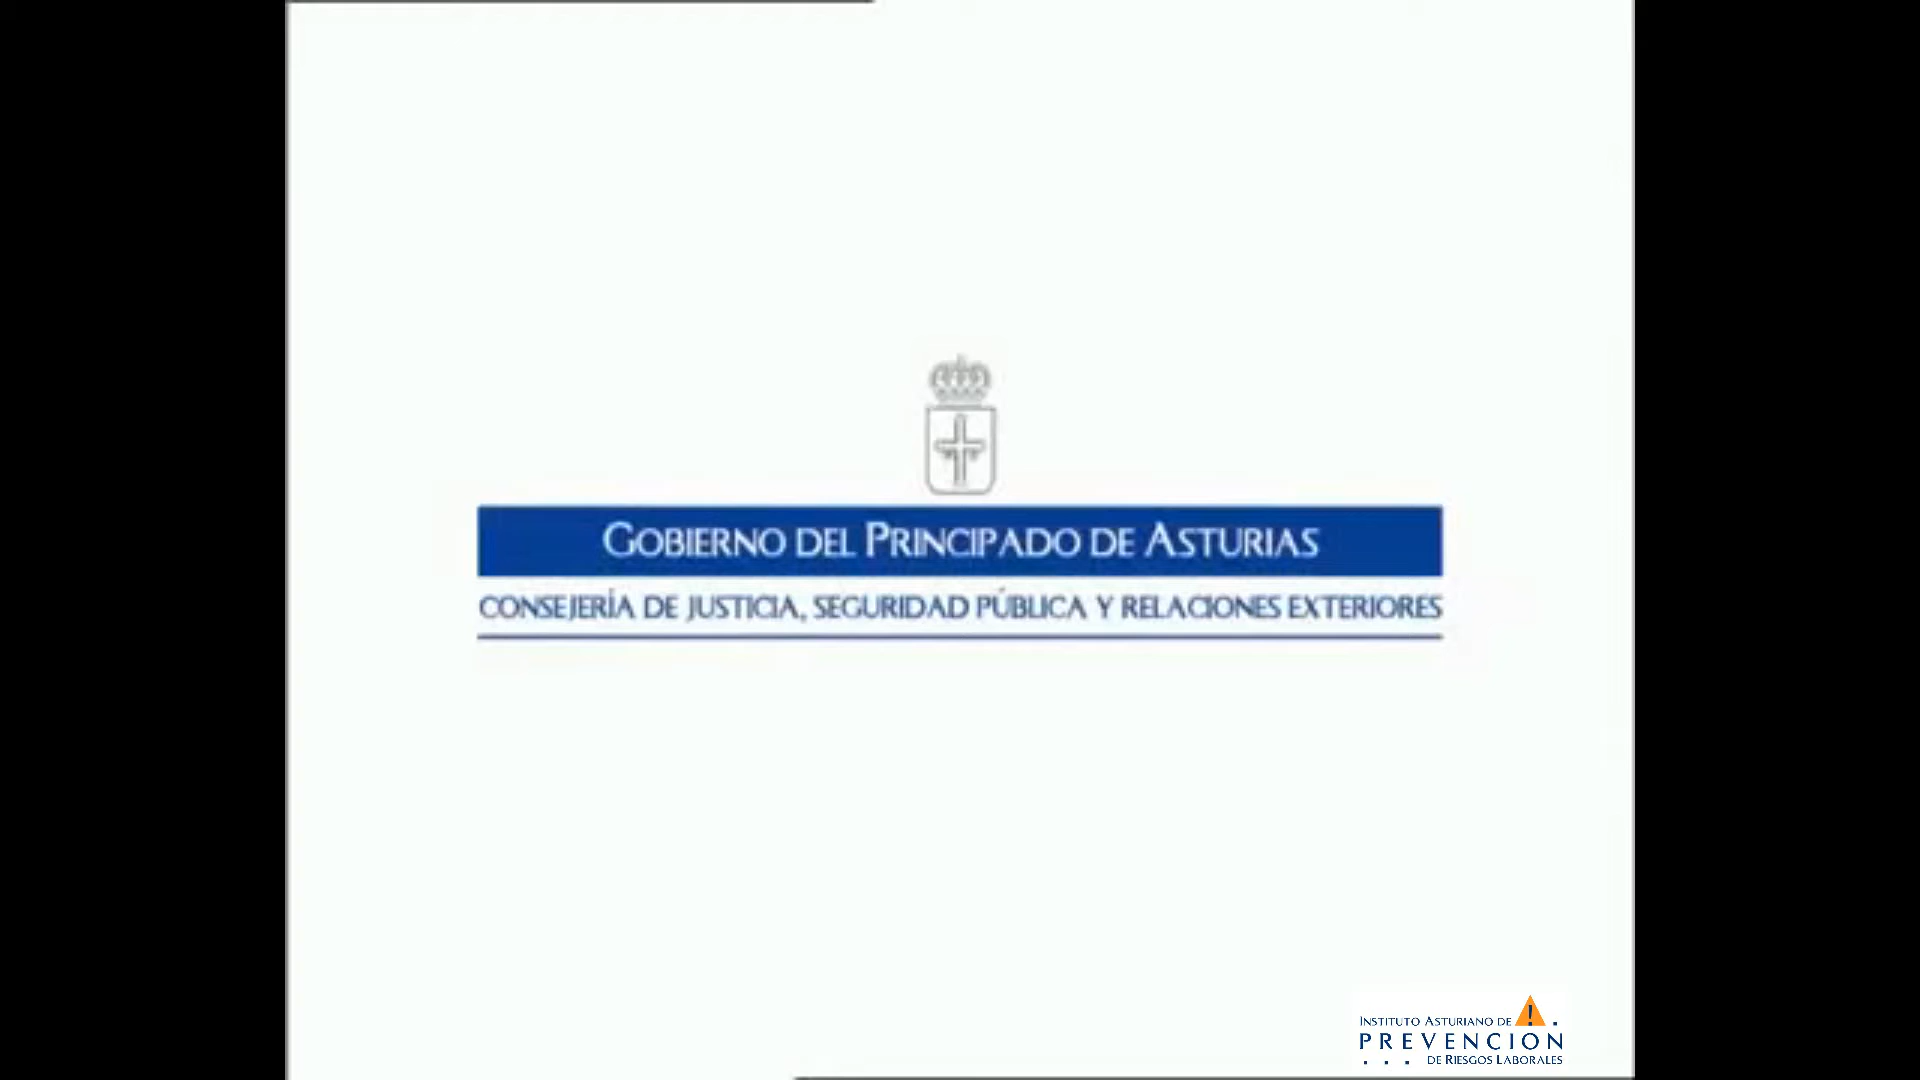 GOBIERNO DEL PRINCIPADO DE ASTURIAS
CONSEJERÍA DE JUSTICIA, SEGURIDAD PÚBLICA Y RELACIONES EXTERIORES
INSTITUTO ASTURIANO DE
PREVENCION
DE RIESGOS LABORALES